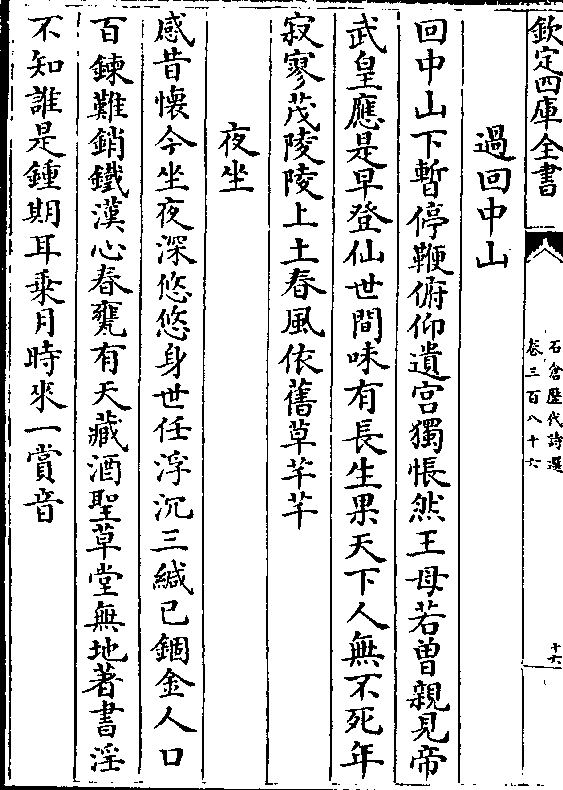 欽定四庫全書
石倉歷代詩選
卷三百八十六
十六
過回中山
回中山下暫停鞭俯仰遺宫獨悵然王母若曽親見帝
武皇應是早登仙世間味有長生果天下人無不死年
寂寥茂陵陵上土春風依舊草芊芊
夜坐
感昔懷今坐夜深悠悠身世任浮沉三緘已錮金人口
百鍊難銷鐵漢心春甕有天藏酒聖草堂無地著書淫
不知誰是鍾期耳乗月時來一賞音